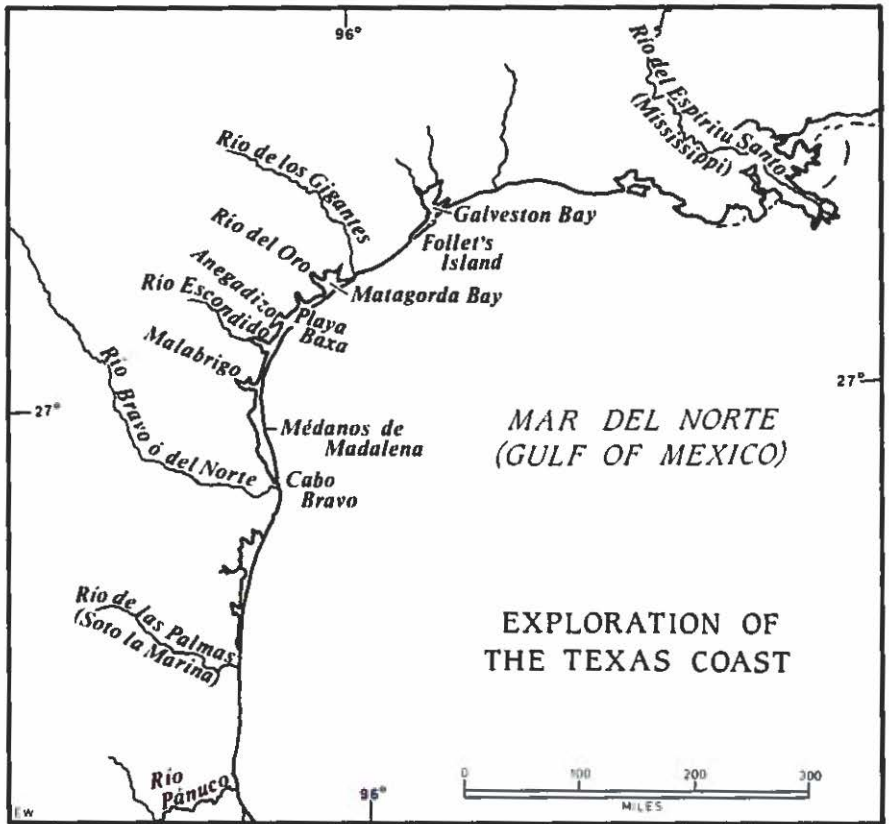 96°
Río del Espíritu Santo
(Mississippi)
Río de los Gigantes
Galveston Bay
Follet's
Island
Río del Oro
Matagorda Bay
Anegadizo
Río Escondido
Playa
Baxa
Malabrigo
27°
27°
Río Bravo ó del Norte
MAR DEL NORTE
(GULF OF MEXICO)
Médanos de
Madalena
Cabo
Bravo
Río de las Palmas
(Soto la Marina)
EXPLORATION OF
THE TEXAS COAST
Río
Pánuco
96°
0 100 200 300
MILES
EW